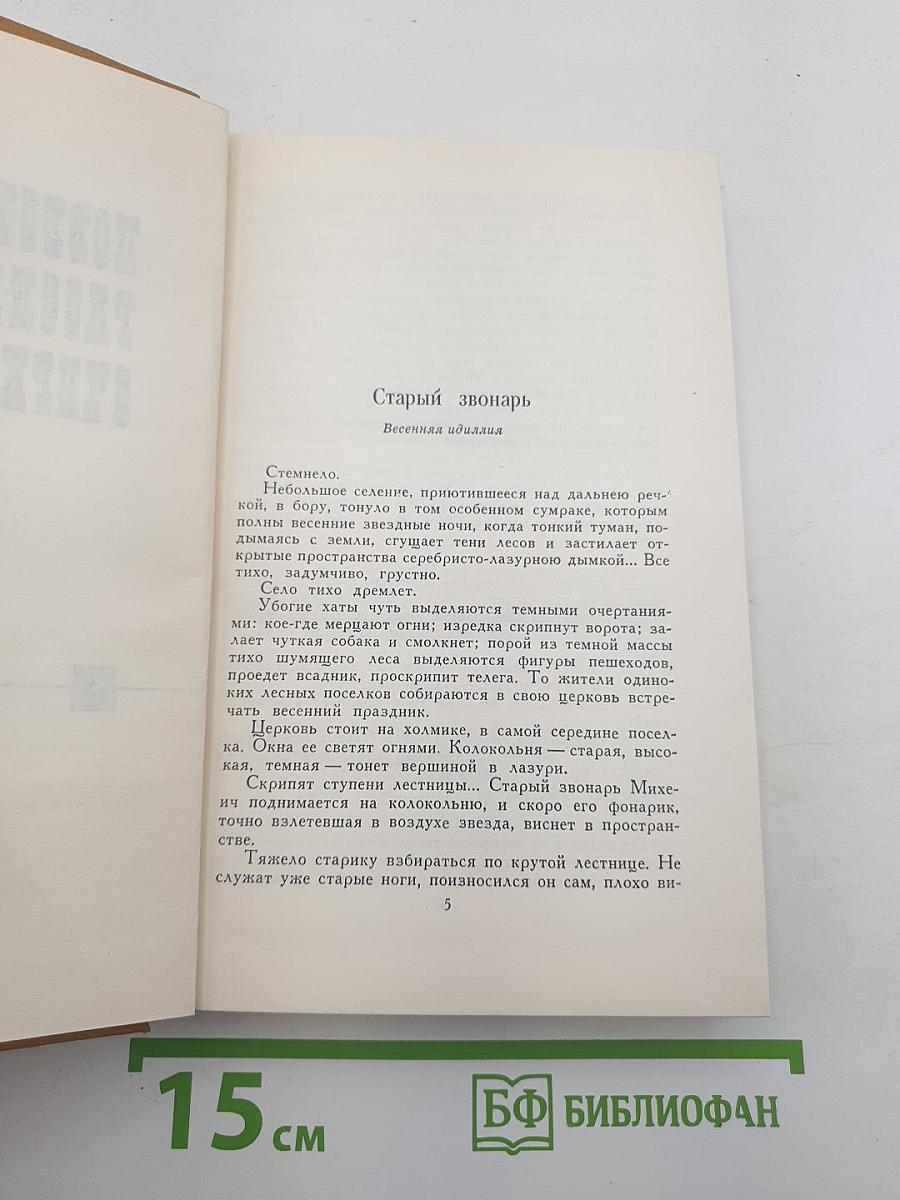 Старый звонарь
Весенняя идиллия
Стемнело.
Небольшое селение, приютившееся над дальнею реч-
кой, в бору, тонуло в том особенном сумраке, которым
полны весенние звездные ночи, когда тонкий туман, по-
дымаясь с земли, сгущает тени лесов и застилает от-
крытые пространства серебристо-лазурною дымкой... Все
тихо, задумчиво, грустно.
Село тихо дремлет.
Убогие хаты чуть выделяются темными очертания-
ми: кое-где мерцают огни; изредка скрипнут ворота; за-
лает чуткая собака и смолкнет; порой из темной массы
тихо шумящего леса выделяются фигуры пешеходов,
проедет всадник, проскрипит телега. То жители одино-
ких лесных поселков собираются в свою церковь встре-
чать весенний праздник.
Церковь стоит на холмике, в самой середине посел-
ка. Окна ее светят огнями. Колокольня — старая, высо-
кая, темная — тонет вершиной в лазури.
Скрипят ступени лестницы... Старый звонарь Михе-
ич поднимается на колокольню, и скоро его фонарик,
точно взлетевшая в воздухе звезда, виснет в простран-
стве.
Тяжело старику взбираться по крутой лестнице. Не
служат уже старые ноги, поизносился он сам, плохо ви-
5
15 см
БФ БИБЛИОФАН